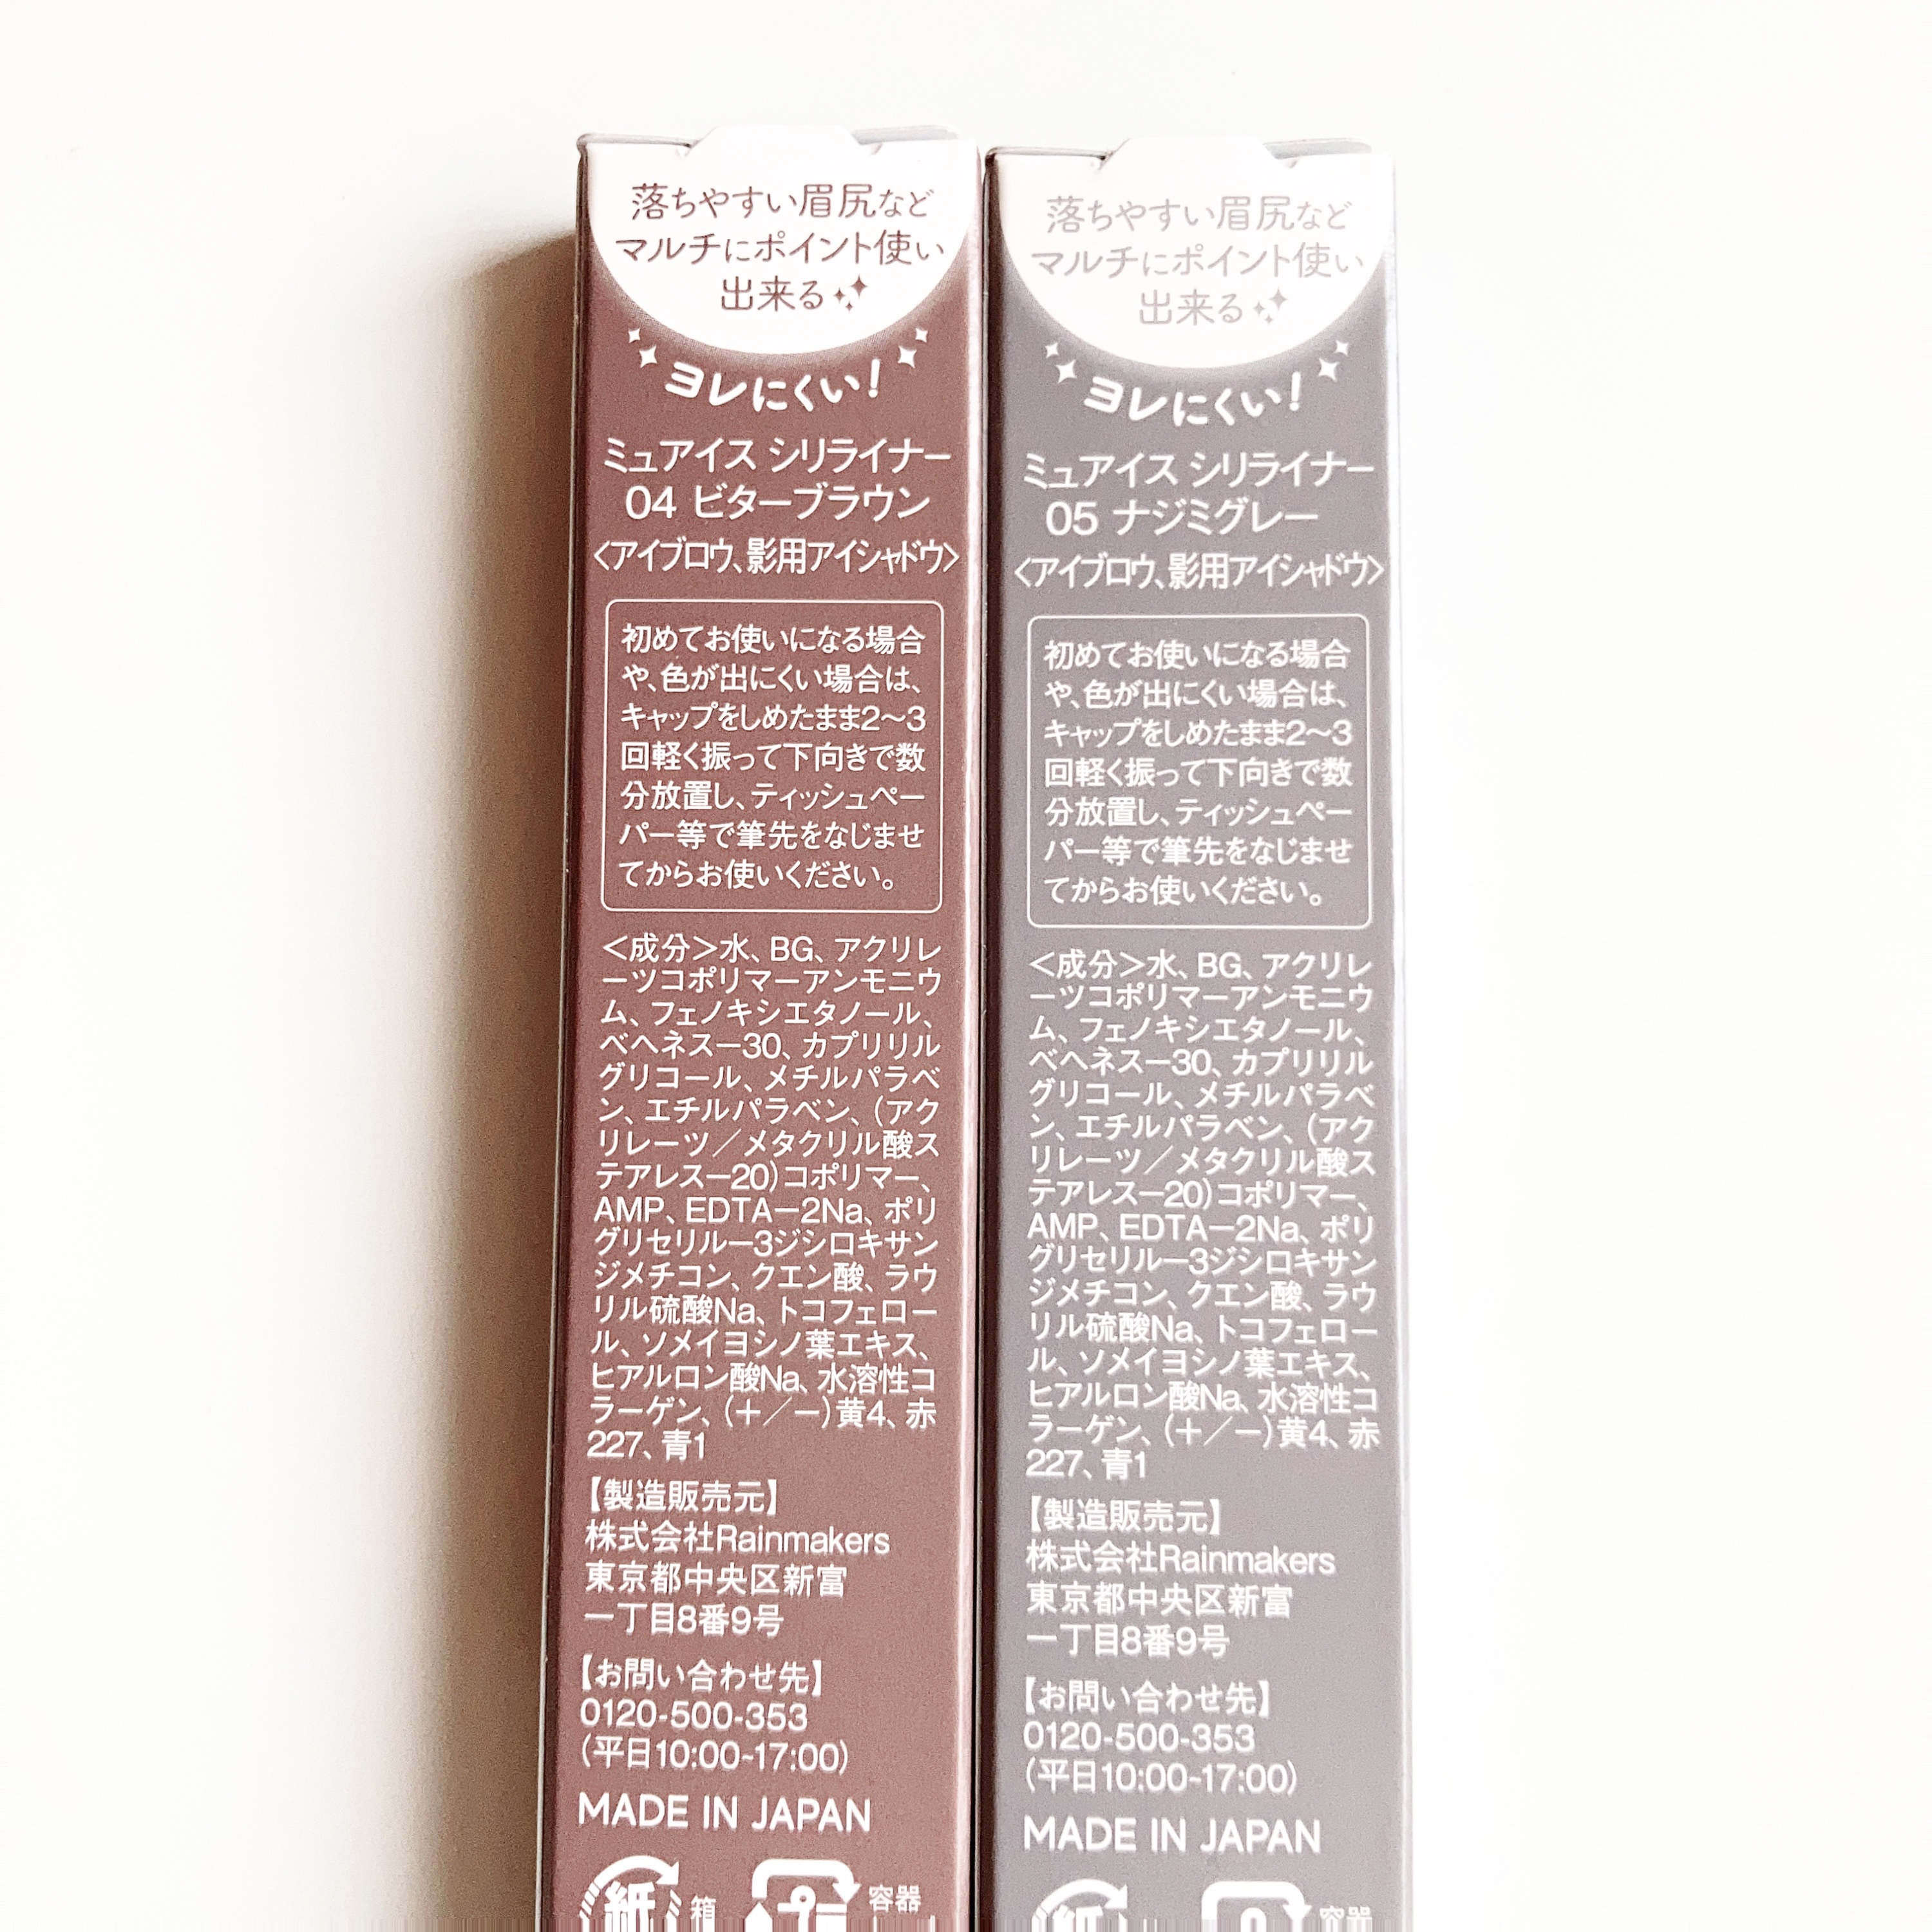 落ちやすい眉尻など
マルチにポイント使い
出来る
ヨレにくい!
ミュアイス シリライナー
04 ビターブラウン
〈アイブロウ、影用アイシャドウ〉
初めてお使いになる場合
や、色が出にくい場合は、
キャップをしめたまま2〜3
回軽く振って下向きで数
分放置し、ティッシュペー
パー等で筆先をなじませ
てからお使いください。
＜成分＞水、BG、アクリレ
ーツコポリマーアンモニウ
ム、フェノキシエタノール、
ベヘネスー30、カプリリル
グリコール、メチルパラベ
ン、エチルパラベン、(アク
リレーツ／メタクリル酸ス
テアレスー20)コポリマー、
AMP、EDTAー2Na、ポリ
グリセリルー3ジシロキサン
ジメチコン、クエン酸、ラウ
リル硫酸Na、トコフェロー
ル、ソメイヨシノ葉エキス、
ヒアルロン酸Na、水溶性コ
ラーゲン、(＋／－)黄4、赤
227、青1
【製造販売元】
株式会社Rainmakers
東京都中央区新富
一丁目8番9号
【お問い合わせ先】
0120-500-353
(平日10:00~17:00)
MADE IN JAPAN
紙 箱
容器
落ちやすい眉尻など
マルチにポイント使い
出来る
ヨレにくい!
ミュアイス シリライナー
05 ナジミグレー
〈アイブロウ、影用アイシャドウ〉
初めてお使いになる場合
や、色が出にくい場合は、
キャップをしめたまま2〜3
回軽く振って下向きで数
分放置し、ティッシュペー
パー等で筆先をなじませ
てからお使いください。
＜成分＞水、BG、アクリレ
ーツコポリマーアンモニウ
ム、フェノキシエタノール、
ベヘネスー30、カプリリル
グリコール、メチルパラベ
ン、エチルパラベン、(アク
リレーツ／メタクリル酸ス
テアレスー20)コポリマー、
AMP、EDTAー2Na、ポリ
グリセリルー3ジシロキサン
ジメチコン、クエン酸、ラウ
リル硫酸Na、トコフェロー
ル、ソメイヨシノ葉エキス、
ヒアルロン酸Na、水溶性コ
ラーゲン、(＋／－)黄4、赤
227、青1
【製造販売元】
株式会社Rainmakers
東京都中央区新富
一丁目8番9号
【お問い合わせ先】
0120-500-353
(平日10:00~17:00)
MADE IN JAPAN